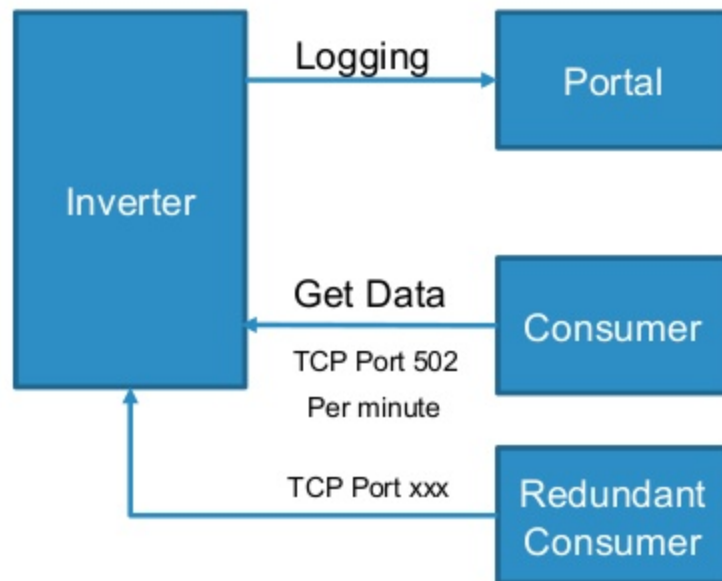 Logging
Portal
Inverter
Get Data
Consumer
TCP Port 502
Per minute
TCP Port xxx
Redundant
Consumer